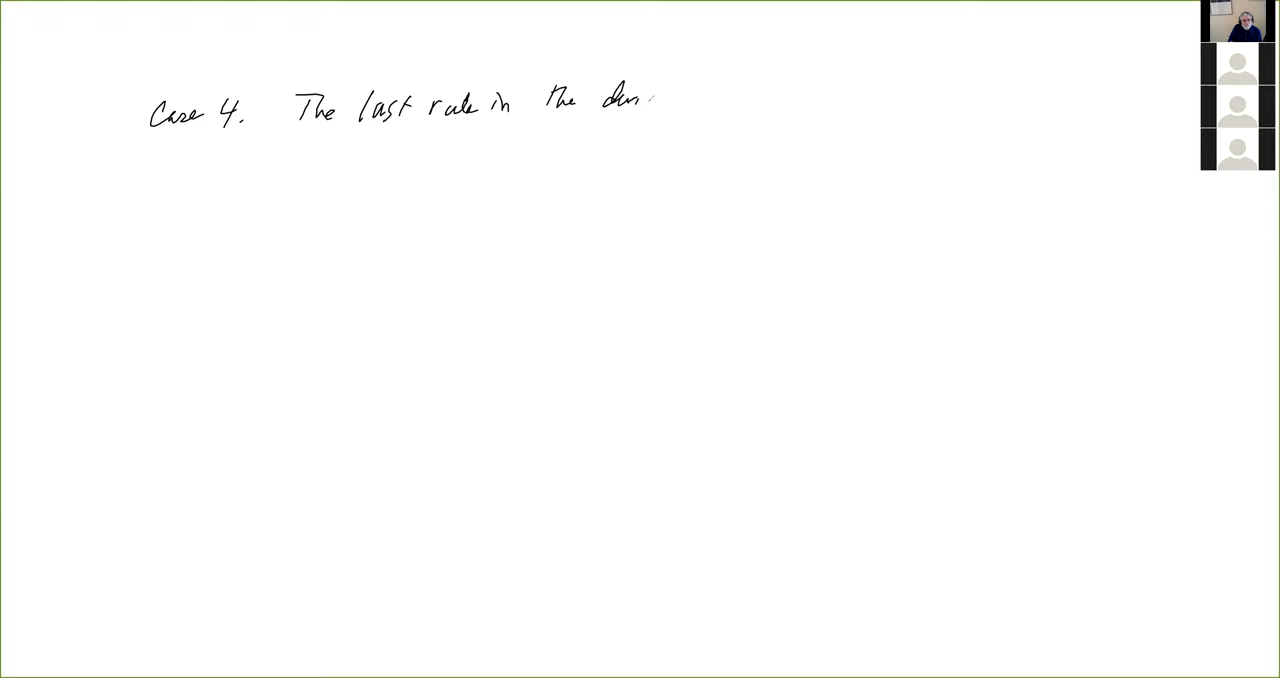 Case 4. The last rule in the